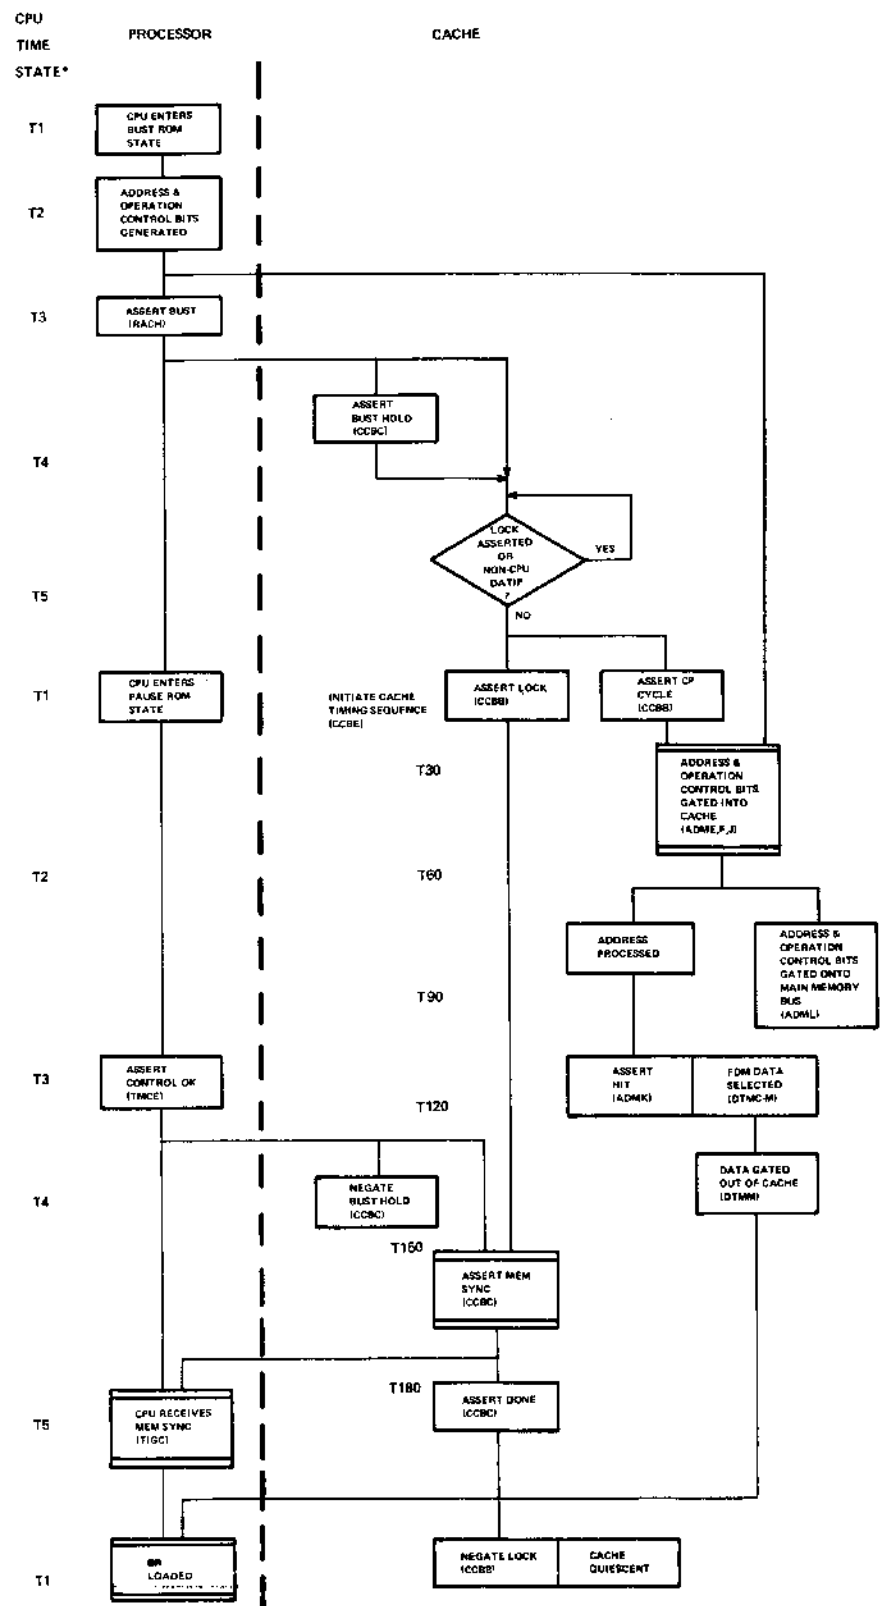 CPU
TIME
STATE*
PROCESSOR
CACHE
T1
CPU ENTERS
BUST ROM
STATE
T2
ADDRESS &
OPERATION
CONTROL BITS
GENERATED
T3
ASSERT BUST
(RACH)
ASSERT
BUST HOLD
(CCBC)
T4
LOCK
ASSERTED
OR
NON-CPU
DATIP
?
YES
T5
NO
T1
CPU ENTERS
PAUSE ROM
STATE
INITIATE CACHE
TIMING SEQUENCE
(CCBE)
ASSERT LOCK
(CCBB)
ASSERT CP
CYCLE
(CCBB)
T30
ADDRESS &
OPERATION
CONTROL BITS
GATED INTO
CACHE
(ADME,F,J)
T2
T60
ADDRESS
PROCESSED
ADDRESS &
OPERATION
CONTROL BITS
GATED ONTO
MAIN MEMORY
BUS
(ADML)
T90
T3
ASSERT
CONTROL OK
(TMCE)
ASSERT
HIT
(ADMK)
FDM DATA
SELECTED
(DTMC-M)
T120
T4
NEGATE
BUST HOLD
(CCBC)
DATA GATED
OUT OF CACHE
(DTMM)
T150
ASSERT MEM
SYNC
(CCBC)
T180
ASSERT DONE
(CCBC)
T5
CPU RECEIVES
MEM SYNC
(TIGC)
T1
BR
LOADED
NEGATE LOCK
(CCBB)
CACHE
QUIESCENT